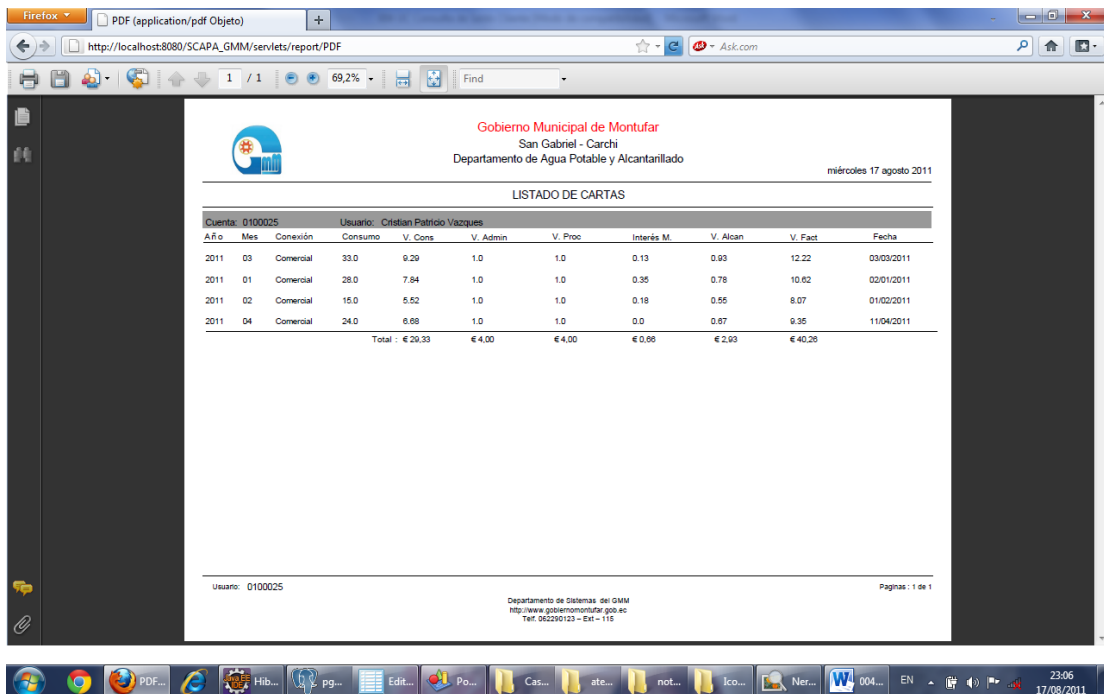 Firefox
PDF (application/pdf Objeto)
http://localhost:8080/SCAPA_GMM/servlets/report/PDF
Ask.com
1 / 1 69,2% Find
Gobierno Municipal de Montufar
San Gabriel - Carchi
Departamento de Agua Potable y Alcantarillado
miércoles 17 agosto 2011
LISTADO DE CARTAS
Cuenta: 0100025 Usuario: Cristian Patricio Vazques
Año Mes Conexión Consumo V. Cons V. Admin V. Proc Interés M. V. Alcan V. Fact Fecha
2011 03 Comercial 33.0 9.29 1.0 1.0 0.13 0.93 12.22 03/03/2011
2011 01 Comercial 28.0 7.84 1.0 1.0 0.35 0.78 10.62 02/01/2011
2011 02 Comercial 15.0 5.52 1.0 1.0 0.18 0.55 8.07 01/02/2011
2011 04 Comercial 24.0 6.68 1.0 1.0 0.0 0.67 9.35 11/04/2011
Total : € 29,33 € 4,00 € 4,00 € 0,66 € 2,93 € 40,26
Usuario: 0100025
Paginas : 1 de 1
Departamento de Sistemas del GMM
http://www.gobiernomontufar.gob.ec
Telf. 062290123 – Ext – 115
PDF... Hib... pg... Edit... Po... Cas... ate... not... Ico... Ner... 004... EN
23:06
17/08/2011